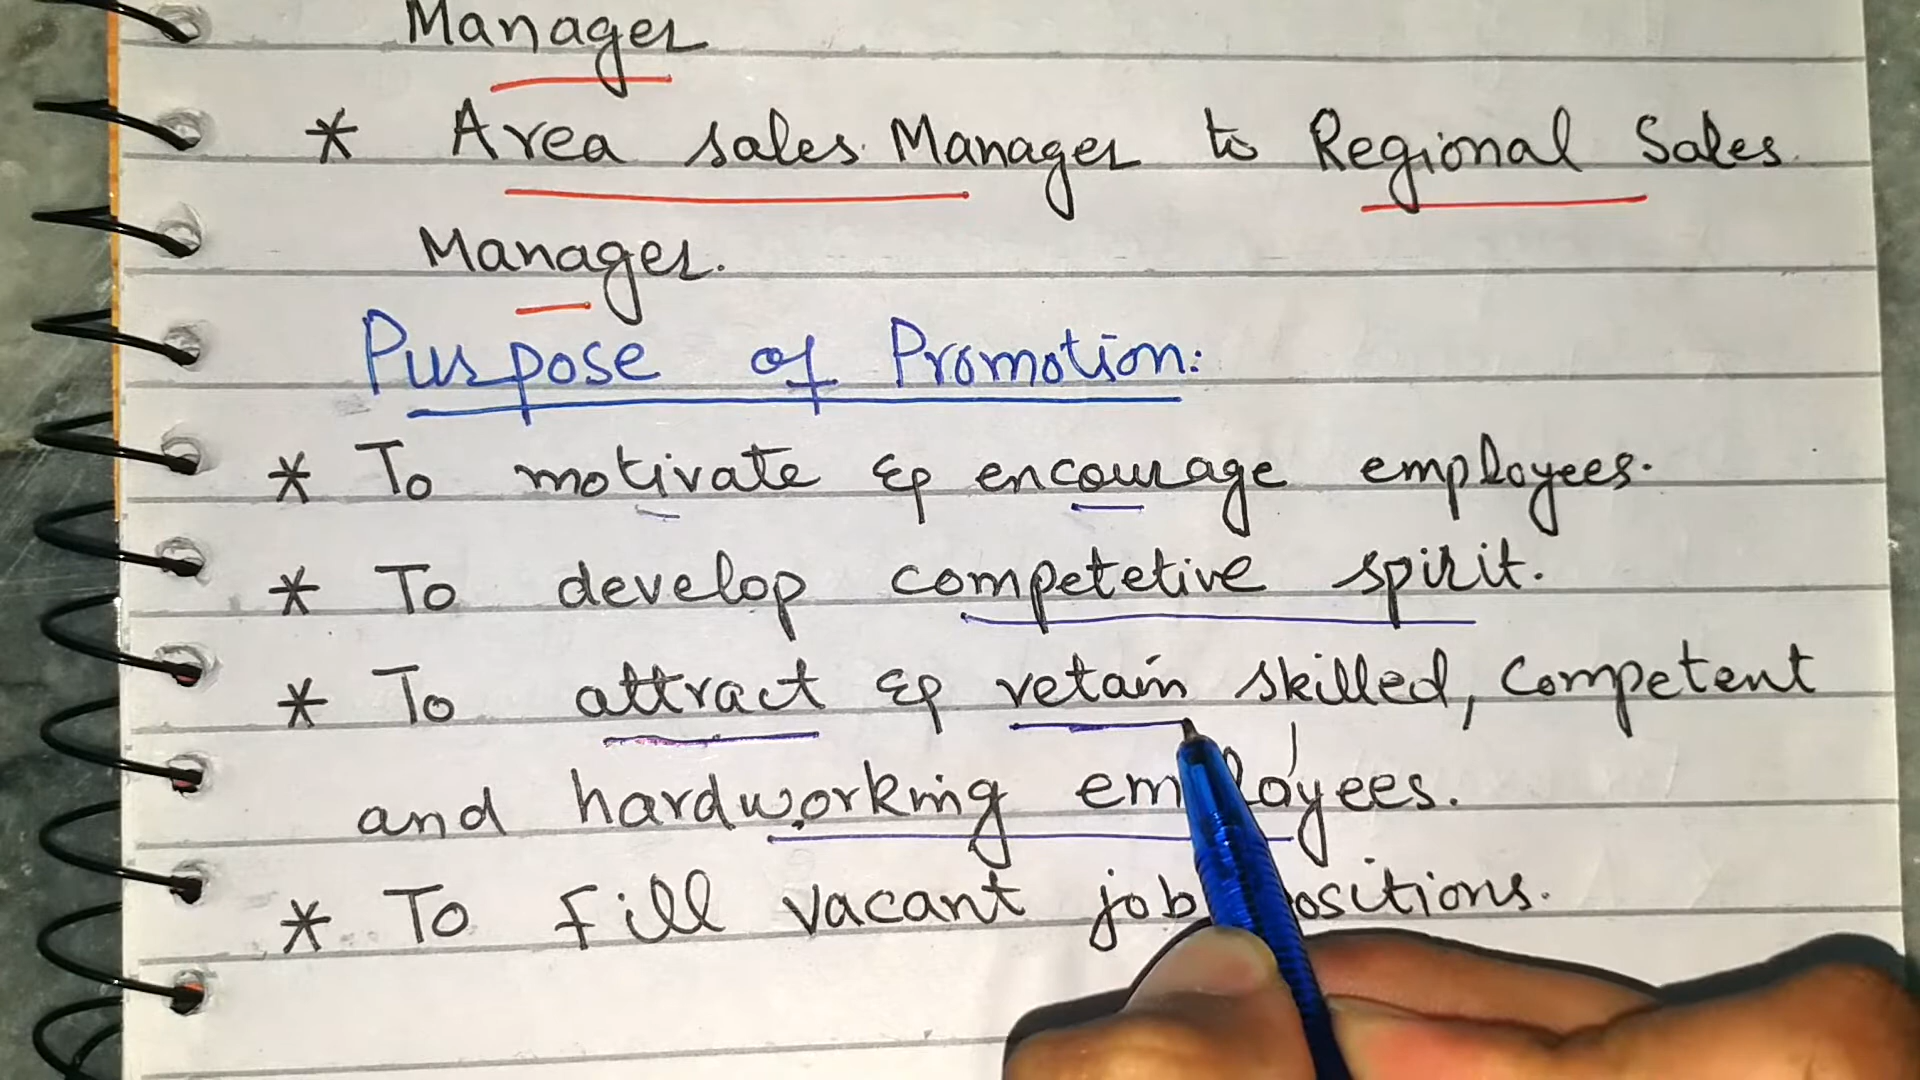 Manager
* Area sales Manager to Regional Sales
Manager.
Purpose of Promotion:
* To motivate & encourage employees.
* To develop competetive spirit.
* To attract & retain skilled, Competent
and hardworking employees.
* To Fill vacant job positions.